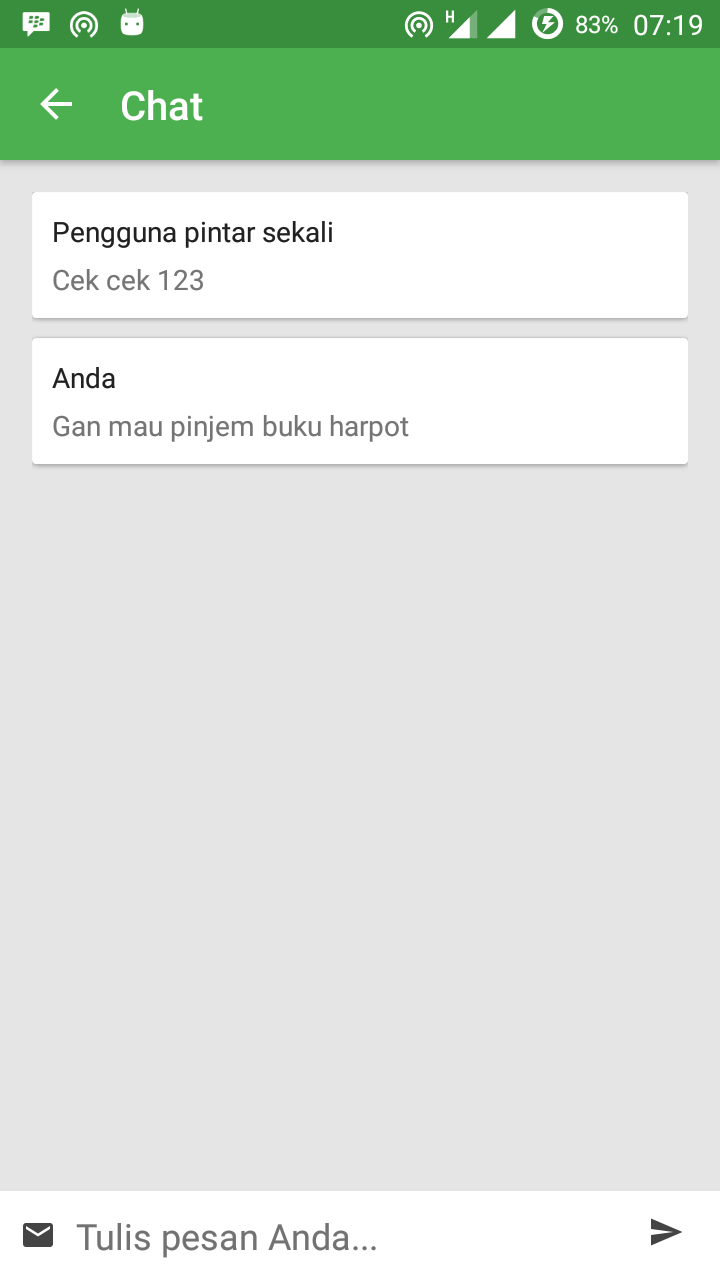 H 83% 07:19
Chat
Pengguna pintar sekali
Cek cek 123
Anda
Gan mau pinjem buku harpot
Tulis pesan Anda...